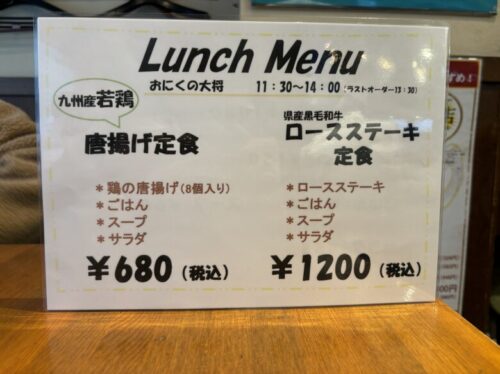 Lunch Menu
おにくの大将 11：30～14：00（ラストオーダー13：30）
九州産若鶏
唐揚げ定食
＊鶏の唐揚げ（8個入り）
＊ごはん
＊スープ
＊サラダ
￥680（税込）
県産黒毛和牛
ロースステーキ
定食
＊ロースステーキ
＊ごはん
＊スープ
＊サラダ
￥1200（税込）
すめ！